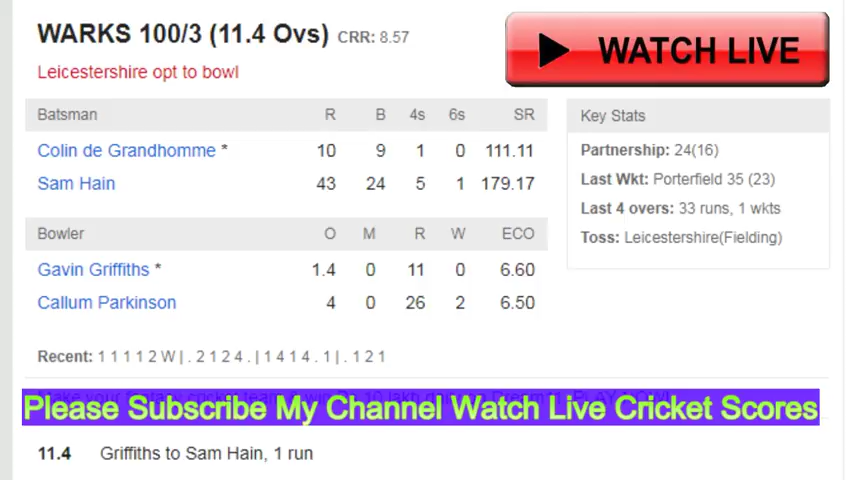 WARKS 100/3 (11.4 Ovs) CRR: 8.57
WATCH LIVE
Leicestershire opt to bowl
Batsman R B 4s 6s SR
Colin de Grandhomme * 10 9 1 0 111.11
Sam Hain 43 24 5 1 179.17
Key Stats
Partnership: 24(16)
Last Wkt: Porterfield 35 (23)
Last 4 overs: 33 runs, 1 wkts
Toss: Leicestershire(Fielding)
Bowler O M R W ECO
Gavin Griffiths * 1.4 0 11 0 6.60
Callum Parkinson 4 0 26 2 6.50
Recent: 1 1 1 1 2 W | . 2 1 2 4 . | 1 4 1 4 . 1 | . 1 2 1
Please Subscribe My Channel Watch Live Cricket Scores
11.4 Griffiths to Sam Hain, 1 run